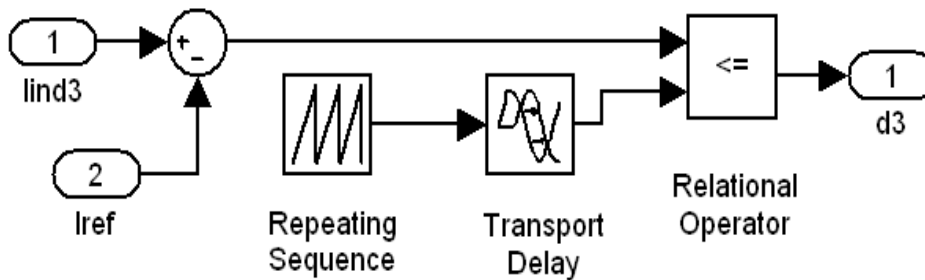 1
Iind3
+
-
2
Iref
Repeating
Sequence
Transport
Delay
<=
Relational
Operator
1
d3